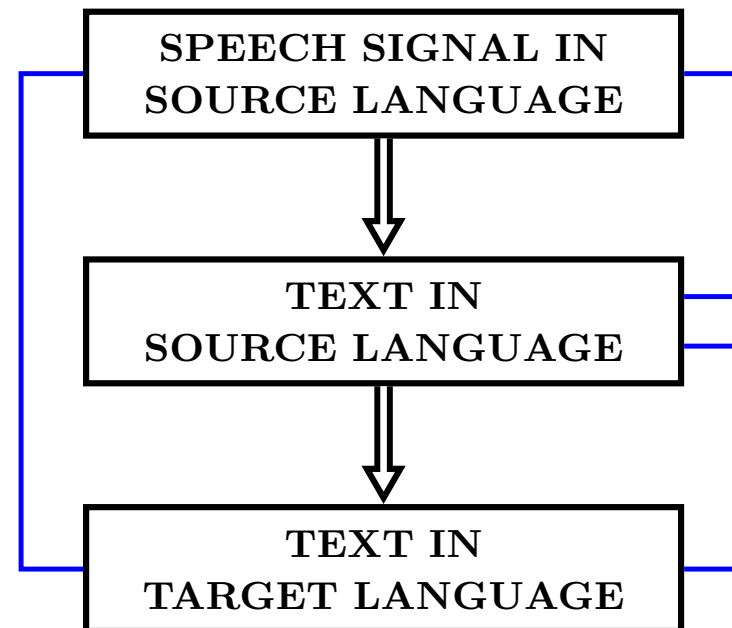 SPEECH SIGNAL IN
SOURCE LANGUAGE
TEXT IN
SOURCE LANGUAGE
TEXT IN
TARGET LANGUAGE